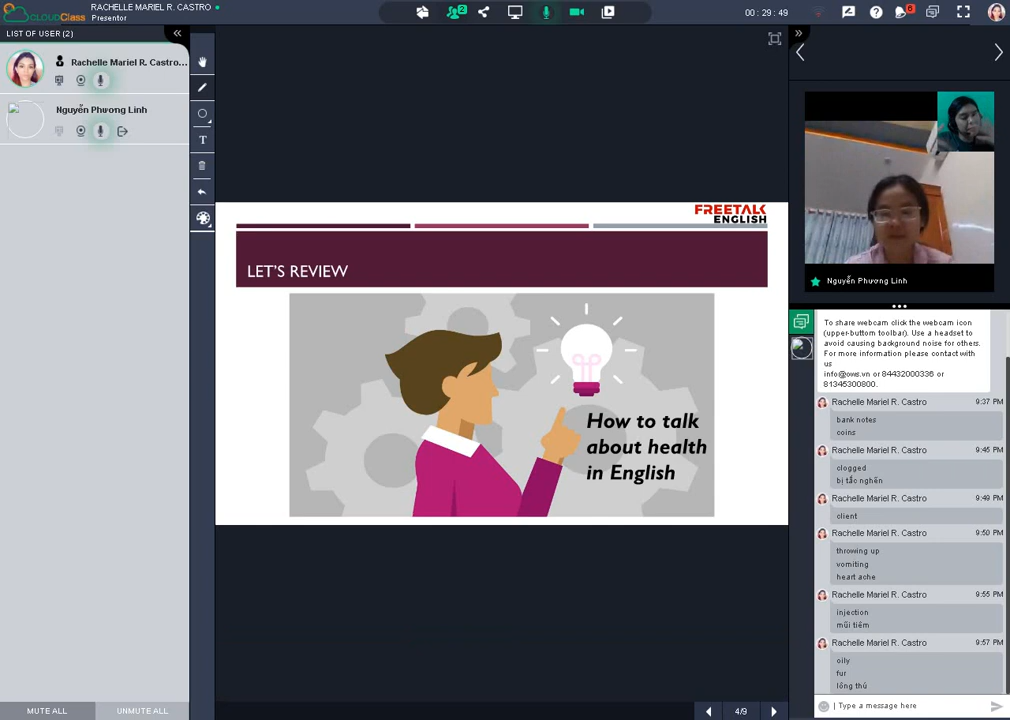 CLOUDClass
RACHELLE MARIEL R. CASTRO
Presentor
00 : 29 : 49
6
2
LIST OF USER (2)
Rachelle Mariel R. Castro...
Nguyễn Phương Linh
T
FREETALK
ENGLISH
LET'S REVIEW
How to talk
about health
in English
Nguyễn Phương Linh
To share webcam click the webcam icon
(upper-buttom toolbar). Use a headset to
avoid causing background noise for others.
For more information please contact with
us
info@ows.vn or 84432000336 or
81345300800.
Rachelle Mariel R. Castro 9:37 PM
bank notes
coins
Rachelle Mariel R. Castro 9:45 PM
clogged
bị tắc nghẽn
Rachelle Mariel R. Castro 9:49 PM
client
Rachelle Mariel R. Castro 9:50 PM
throwing up
vomiting
heart ache
Rachelle Mariel R. Castro 9:55 PM
injection
mũi tiêm
Rachelle Mariel R. Castro 9:57 PM
oily
fur
lông thú
Type a message here
MUTE ALL
UNMUTE ALL
4/9